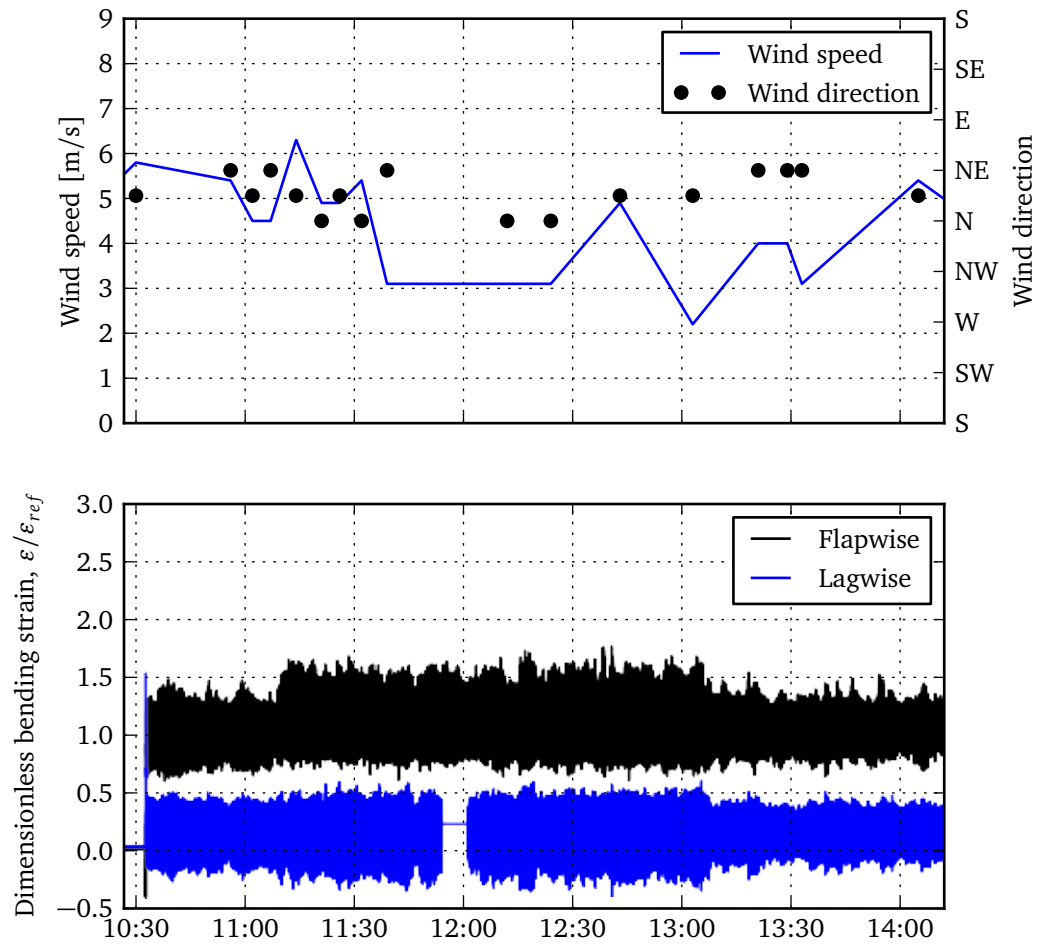 9
8
7
6
5
4
3
2
1
0
Wind speed [m/s]
Wind speed
Wind direction
S
SE
E
NE
N
NW
W
SW
S
Wind direction
3.0
2.5
2.0
1.5
1.0
0.5
0.0
−0.5
Dimensionless bending strain, ε/ε_ref
Flapwise
Lagwise
10:30 11:00 11:30 12:00 12:30 13:00 13:30 14:00